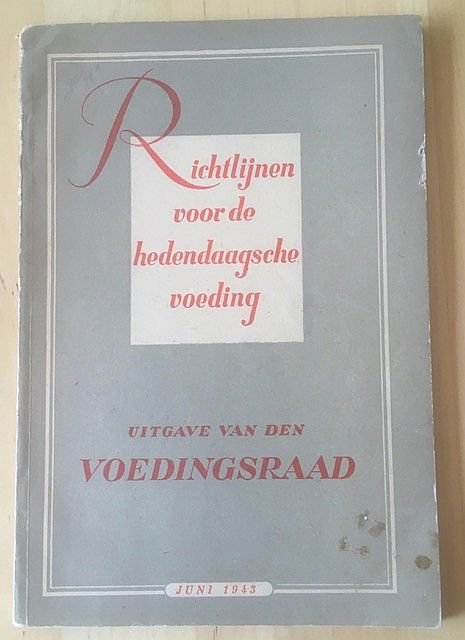 Richtlijnen
voor de
hedendaagsche
voeding
UITGAVE VAN DEN
VOEDINGSRAAD
JUNI 1943